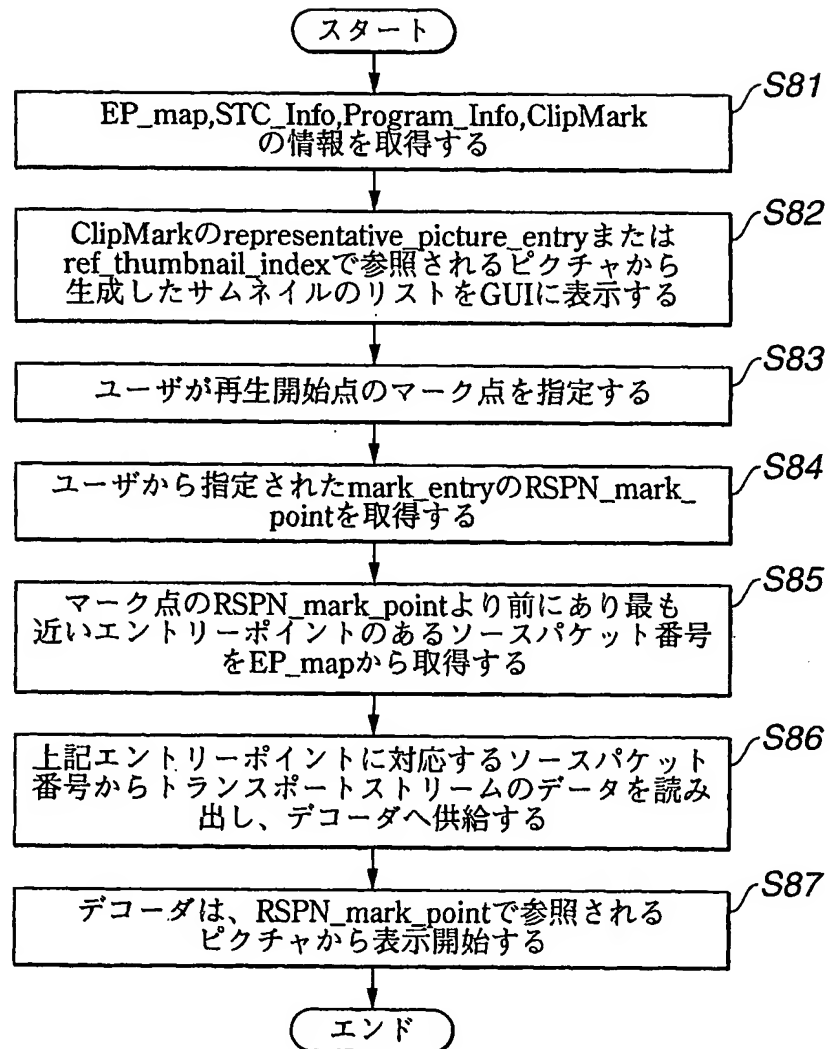 スタート
S81
EP_map,STC_Info,Program_Info,ClipMark
の情報を取得する
S82
ClipMarkのrepresentative_picture_entryまたは
ref_thumbnail_indexで参照されるピクチャから
生成したサムネイルのリストをGUIに表示する
S83
ユーザが再生開始点のマーク点を指定する
S84
ユーザから指定されたmark_entryのRSPN_mark_
pointを取得する
S85
マーク点のRSPN_mark_pointより前にあり最も
近いエントリーポイントのあるソースパケット番号
をEP_mapから取得する
S86
上記エントリーポイントに対応するソースパケット
番号からトランスポートストリームのデータを読み
出し、デコーダへ供給する
S87
デコーダは、RSPN_mark_pointで参照される
ピクチャから表示開始する
エンド